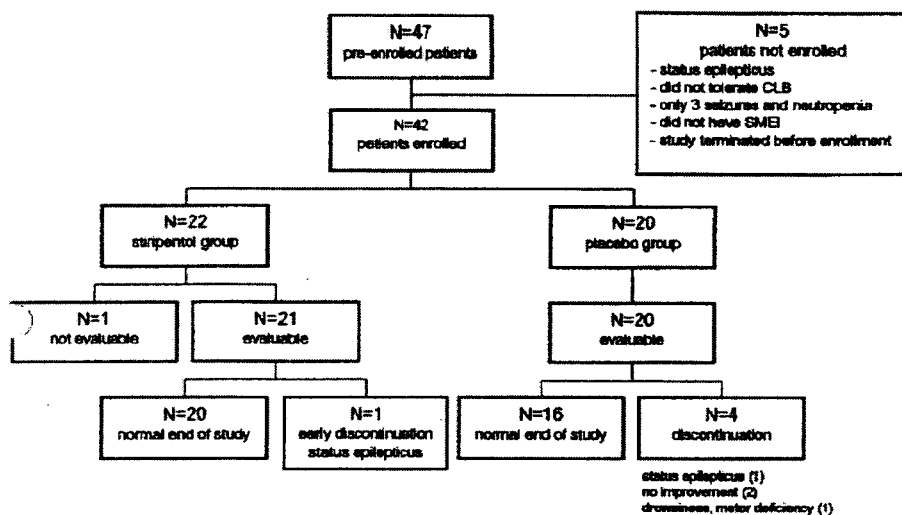 N=47
pre-enrolled patients
N=5
patients not enrolled
- status epilepticus
- did not tolerate CLB
- only 3 seizures and neutropenia
- did not have SMEI
- study terminated before enrollment
N=42
patients enrolled
N=22
stiripentol group
N=20
placebo group
N=1
not evaluable
N=21
evaluable
N=20
evaluable
N=20
normal end of study
N=1
early discontinuation
status epilepticus
N=16
normal end of study
N=4
discontinuation
status epilepticus (1)
no improvement (2)
drowsiness, motor deficiency (1)